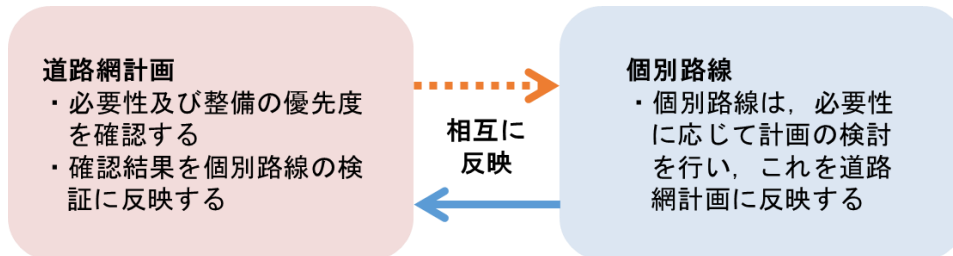 道路網計画
・必要性及び整備の優先度
を確認する
・確認結果を個別路線の検
証に反映する
相互に
反映
個別路線
・個別路線は，必要性
に応じて計画の検討
を行い，これを道路
網計画に反映する